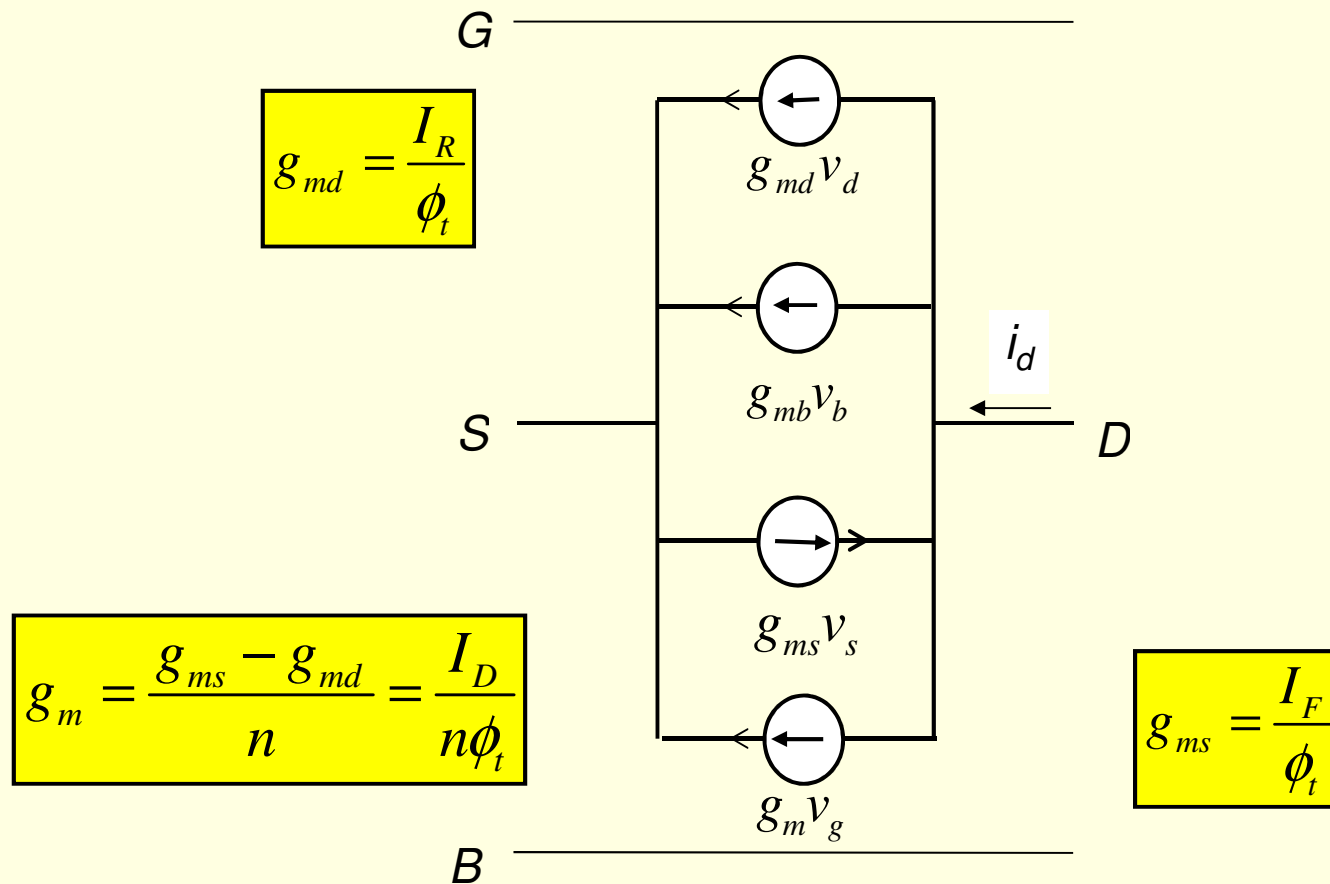 G
g_md = I_R / ϕ_t
g_md v_d
g_mb v_b
i_d
S
D
g_ms v_s
g_m = (g_ms − g_md) / n = I_D / (nϕ_t)
g_ms = I_F / ϕ_t
g_m v_g
B